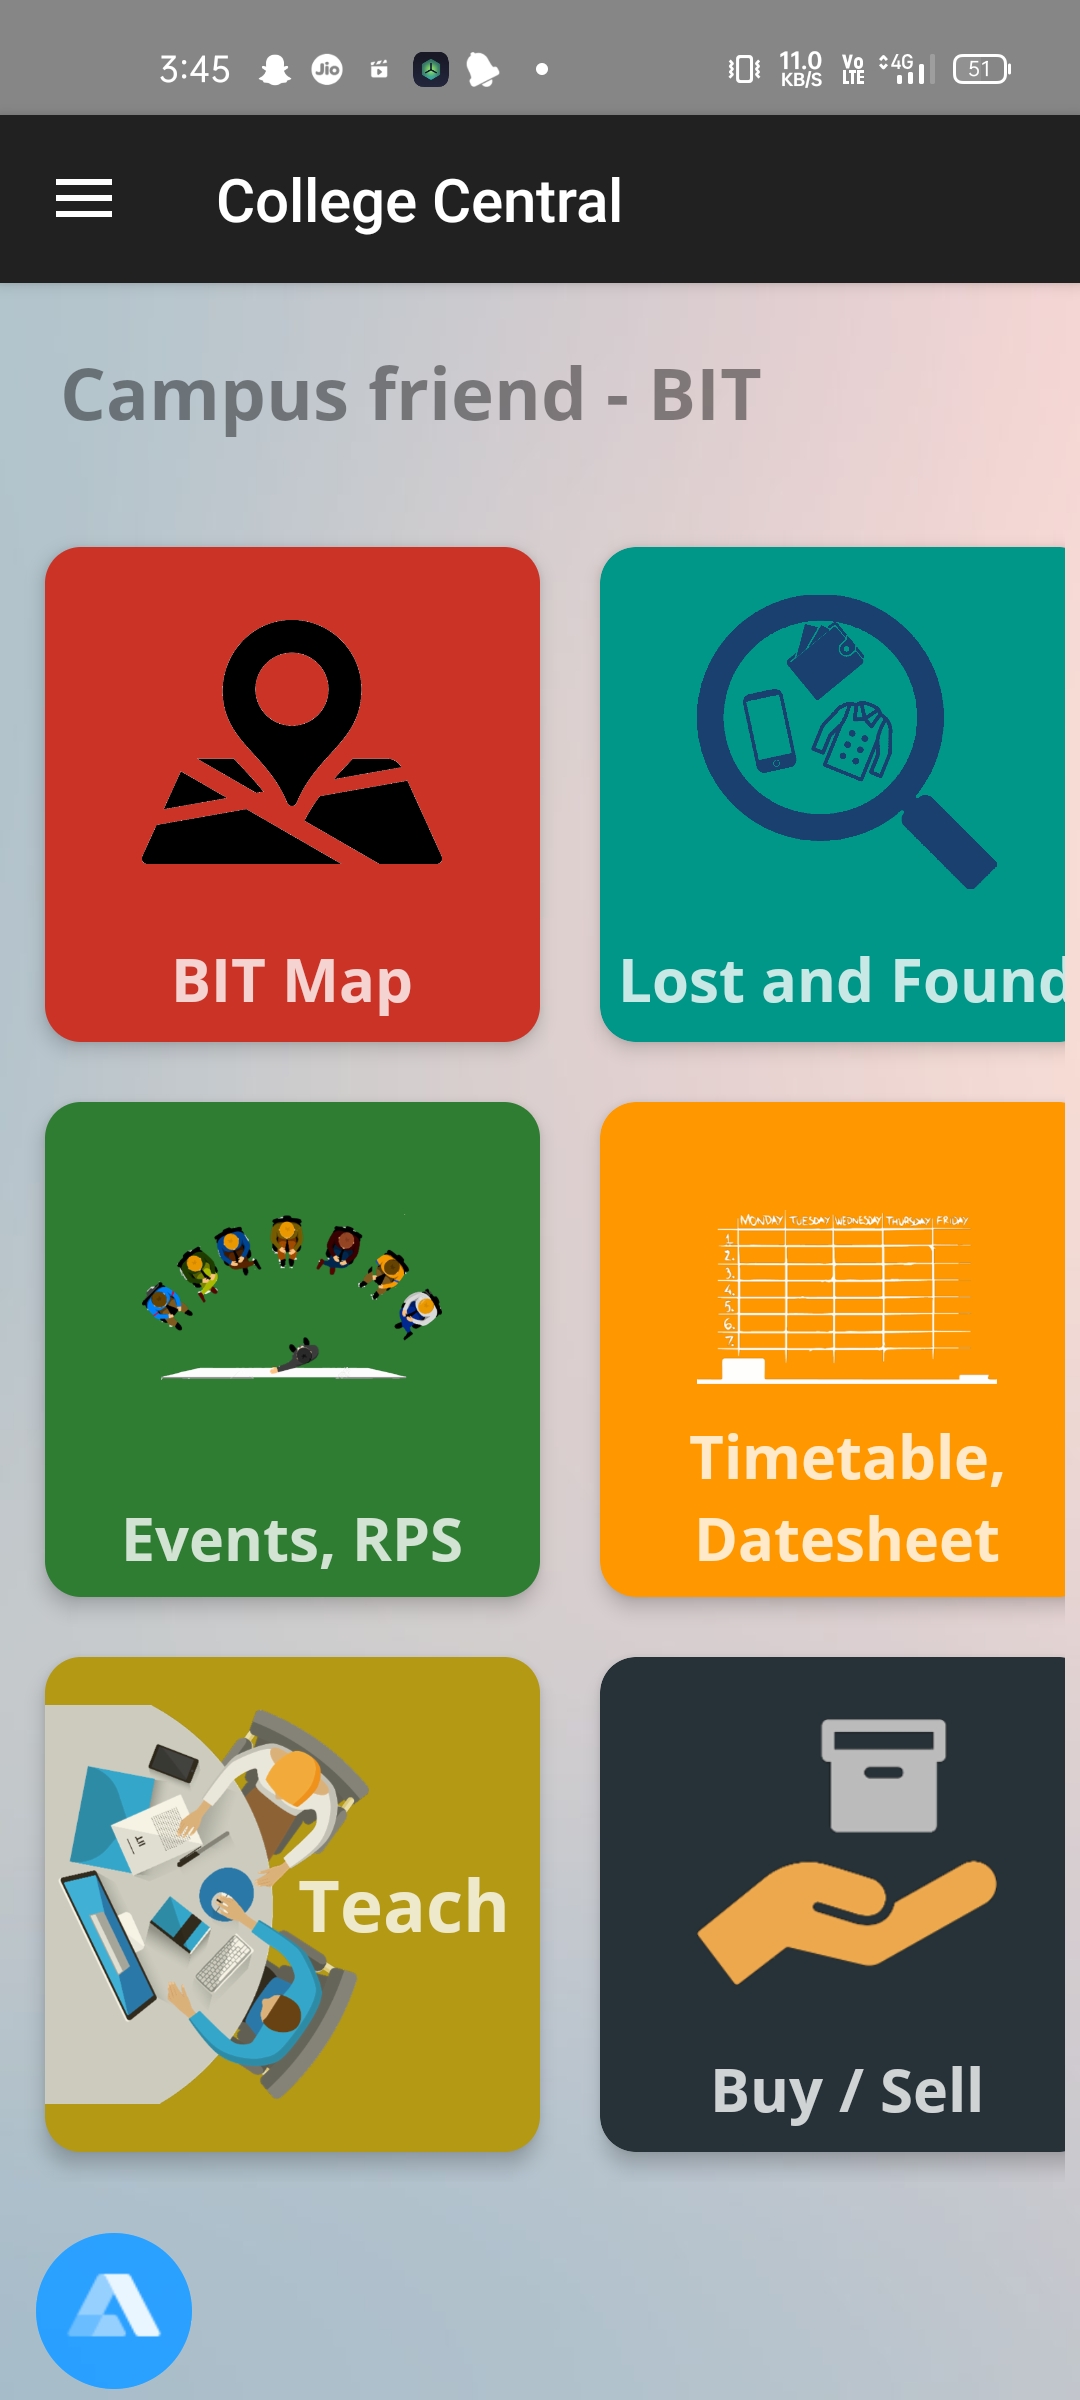 3:45 Jio 11.0 KB/S Vo LTE 4G 51
College Central
Campus friend - BIT
BIT Map
Lost and Found
MONDAY TUESDAY WEDNESDAY THURSDAY FRIDAY
1.
2.
3.
4.
5.
6.
7.
Events, RPS
Timetable,
Datesheet
Teach
Buy / Sell